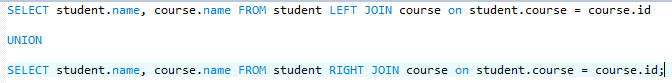 SELECT student.name, course.name FROM student LEFT JOIN course on student.course = course.id
UNION
SELECT student.name, course.name FROM student RIGHT JOIN course on student.course = course.id;